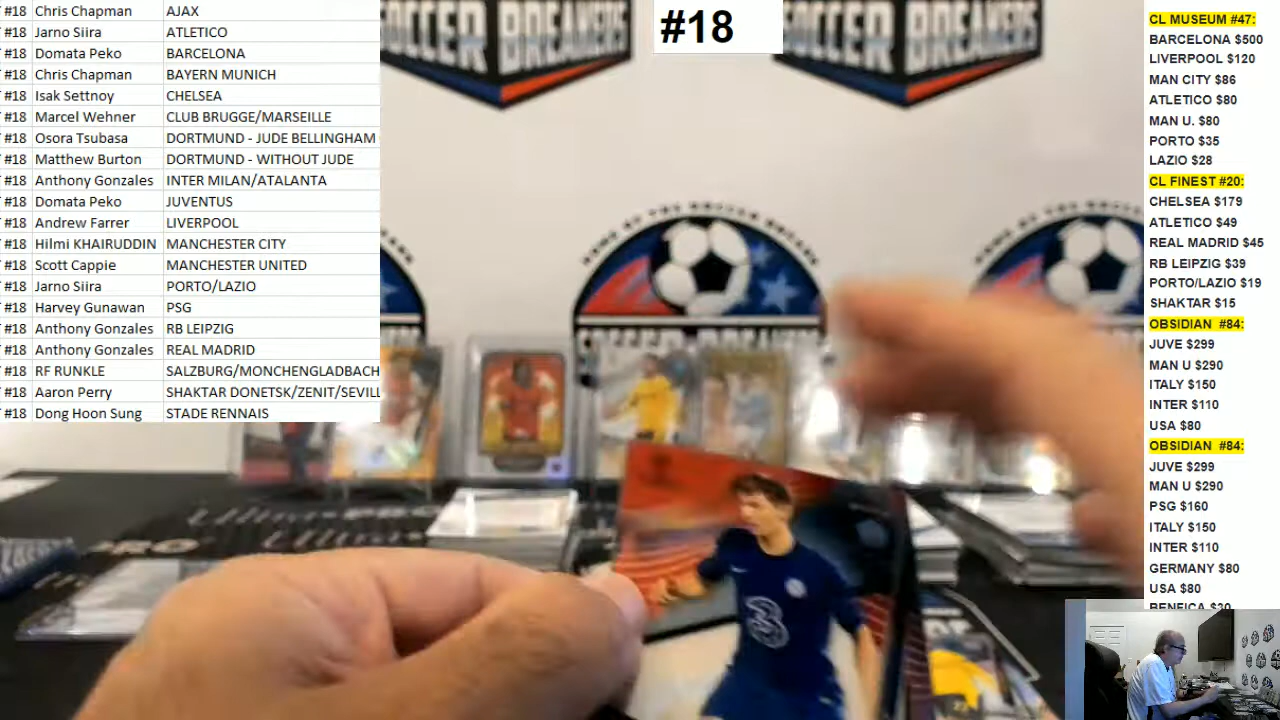 #18 Chris Chapman AJAX
#18 Jarno Siira ATLETICO
#18 Domata Peko BARCELONA
#18 Chris Chapman BAYERN MUNICH
#18 Isak Settnoy CHELSEA
#18 Marcel Wehner CLUB BRUGGE/MARSEILLE
#18 Osora Tsubasa DORTMUND - JUDE BELLINGHAM
#18 Matthew Burton DORTMUND - WITHOUT JUDE
#18 Anthony Gonzales INTER MILAN/ATALANTA
#18 Domata Peko JUVENTUS
#18 Andrew Farrer LIVERPOOL
#18 Hilmi KHAIRUDDIN MANCHESTER CITY
#18 Scott Cappie MANCHESTER UNITED
#18 Jarno Siira PORTO/LAZIO
#18 Harvey Gunawan PSG
#18 Anthony Gonzales RB LEIPZIG
#18 Anthony Gonzales REAL MADRID
#18 RF RUNKLE SALZBURG/MONCHENGLADBACH
#18 Aaron Perry SHAKTAR DONETSK/ZENIT/SEVILL
#18 Dong Hoon Sung STADE RENNAIS
SOCCER BREAKERS
#18
SOCCER BREAKERS
3
CL MUSEUM #47:
BARCELONA $500
LIVERPOOL $120
MAN CITY $86
ATLETICO $80
MAN U. $80
PORTO $35
LAZIO $28
CL FINEST #20:
CHELSEA $179
ATLETICO $49
REAL MADRID $45
RB LEIPZIG $39
PORTO/LAZIO $19
SHAKTAR $15
OBSIDIAN #84:
JUVE $299
MAN U $290
ITALY $150
INTER $110
USA $80
OBSIDIAN #84:
JUVE $299
MAN U $290
PSG $160
ITALY $150
INTER $110
GERMANY $80
USA $80
BENFICA $30